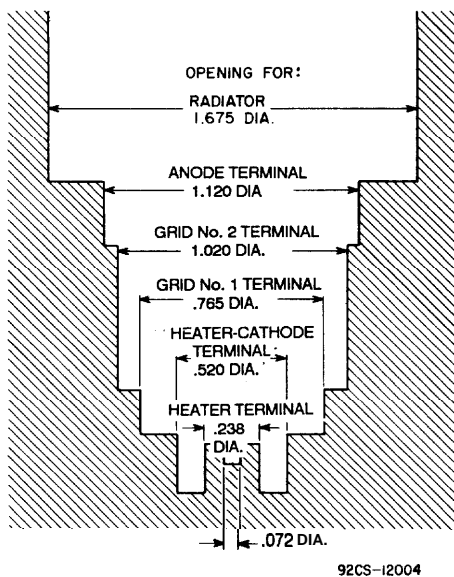 OPENING FOR:
RADIATOR
1.675 DIA.
ANODE TERMINAL
1.120 DIA
GRID No. 2 TERMINAL
1.020 DIA.
GRID No. 1 TERMINAL
.765 DIA.
HEATER-CATHODE
TERMINAL
.520 DIA.
HEATER TERMINAL
.238
DIA.
.072 DIA.
92CS-12004